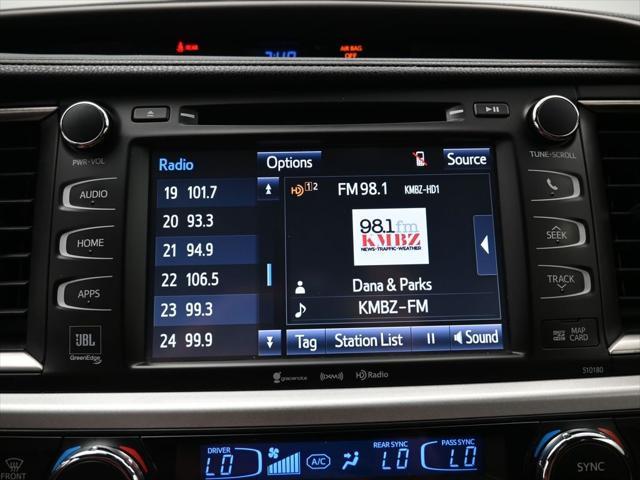 REAR
AIR BAG
OFF
PWR·VOL
TUNE·SCROLL
AUDIO
HOME
APPS
JBL
GreenEdge
SEEK
TRACK
MAP
CARD
Radio
Options
Source
19 101.7
20 93.3
21 94.9
22 106.5
23 99.3
24 99.9
HD 1 2
FM 98.1 KMBZ-HD1
98.1 fm
KMBZ
NEWS·TRAFFIC·WEATHER
Dana & Parks
KMBZ-FM
Tag
Station List
Sound
gracenote
((XM))
HD Radio
510180
FRONT
DRIVER
LO
A/C
REAR SYNC
LO
PASS SYNC
LO
SYNC